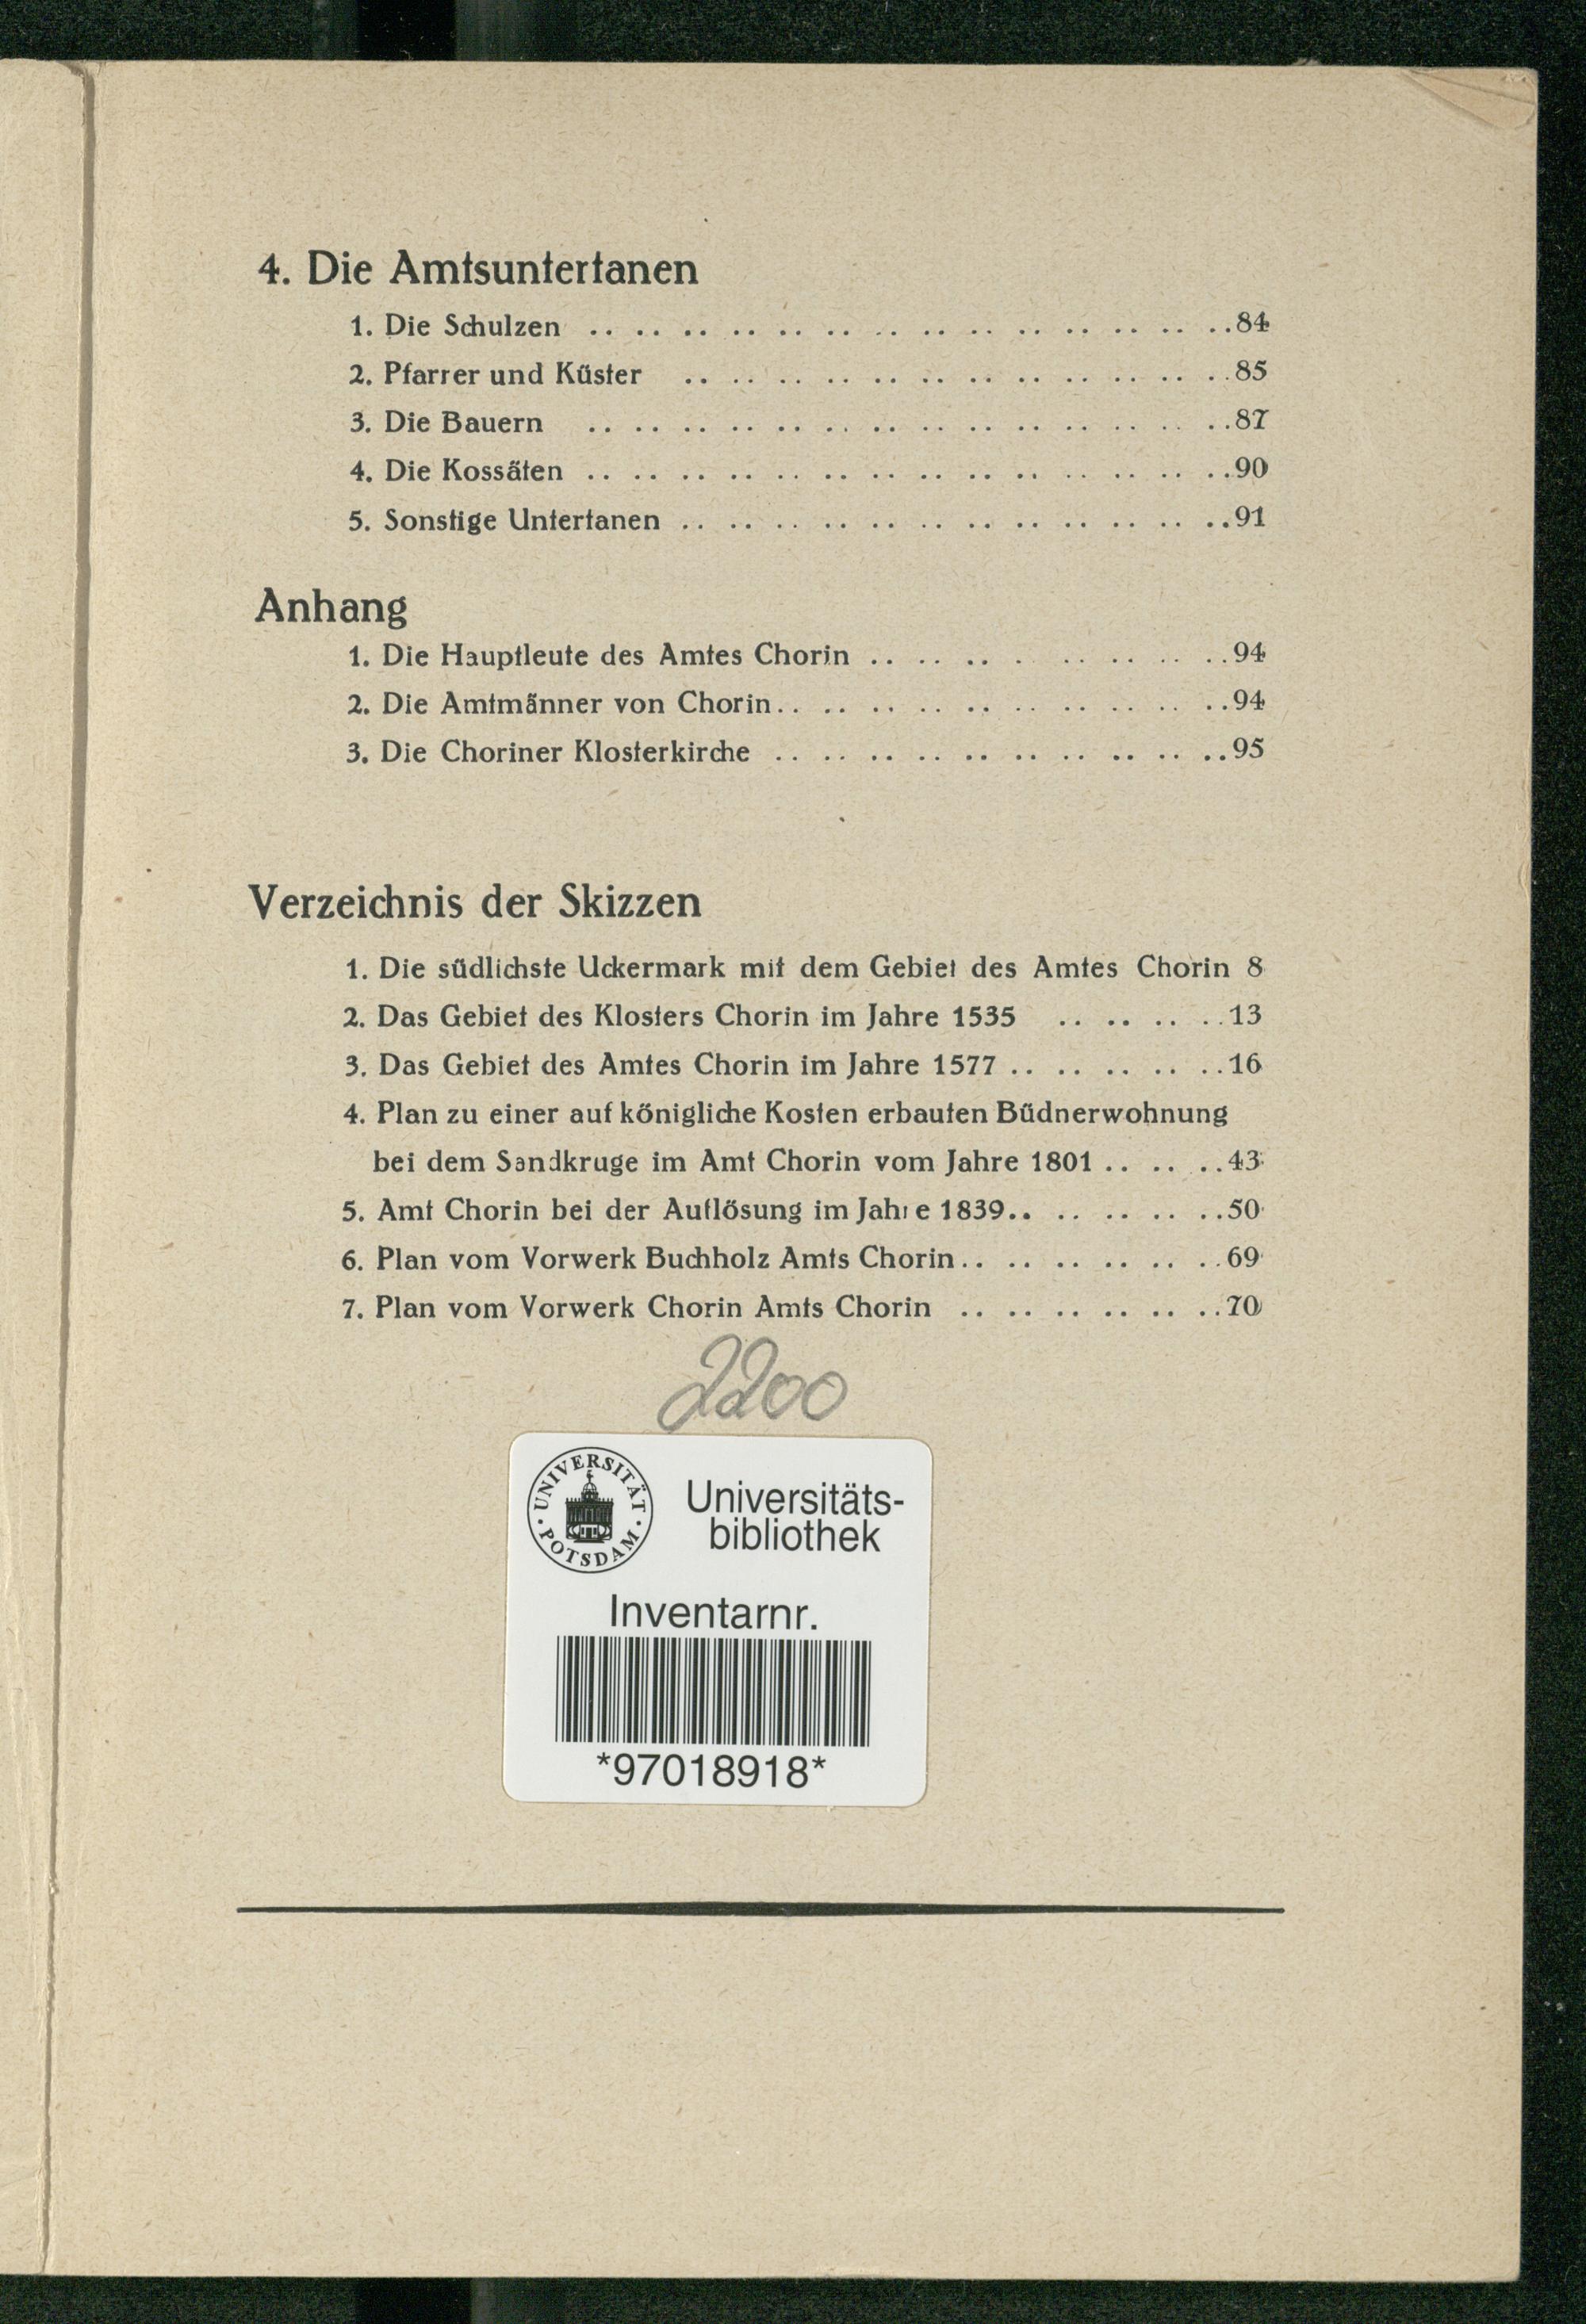 4. Die Amtsuntertanen
1. Die Schulzen .. .. .. .. .. .. .. .. .. .. .. .. .. ..84
2. Pfarrer und Küster .. .. .. .. .. .. .. .. .. .. .. ..85
3. Die Bauern .. .. .. .. .. .. .. .. .. .. .. .. .. ..87
4. Die Kossäten .. .. .. .. .. .. .. .. .. .. .. .. .. ..90
5. Sonstige Untertanen .. .. .. .. .. .. .. .. .. .. .. ..91
Anhang
1. Die Hauptleute des Amtes Chorin .. .. .. . .. .. .. ..94
2. Die Amtmänner von Chorin.. .. .. .. .. .. .. .. .. ..94
3. Die Choriner Klosterkirche .. .. .. .. .. .. .. .. .. ..95
Verzeichnis der Skizzen
1. Die südlichste Uckermark mit dem Gebiet des Amtes Chorin 8
2. Das Gebiet des Klosters Chorin im Jahre 1535 .. .. .. ..13
3. Das Gebiet des Amtes Chorin im Jahre 1577 .. .. .. .. ..16
4. Plan zu einer auf königliche Kosten erbauten Büdnerwohnung
bei dem Sandkruge im Amt Chorin vom Jahre 1801 .. .. ..43
5. Amt Chorin bei der Auflösung im Jahre 1839.. .. .. .. ..50
6. Plan vom Vorwerk Buchholz Amts Chorin.. .. .. .. .. ..69
7. Plan vom Vorwerk Chorin Amts Chorin .. .. .. .. .. ..70
2200
UNIVERSITÄT · POTSDAM ·
Universitäts-
bibliothek
Inventarnr.
*97018918*